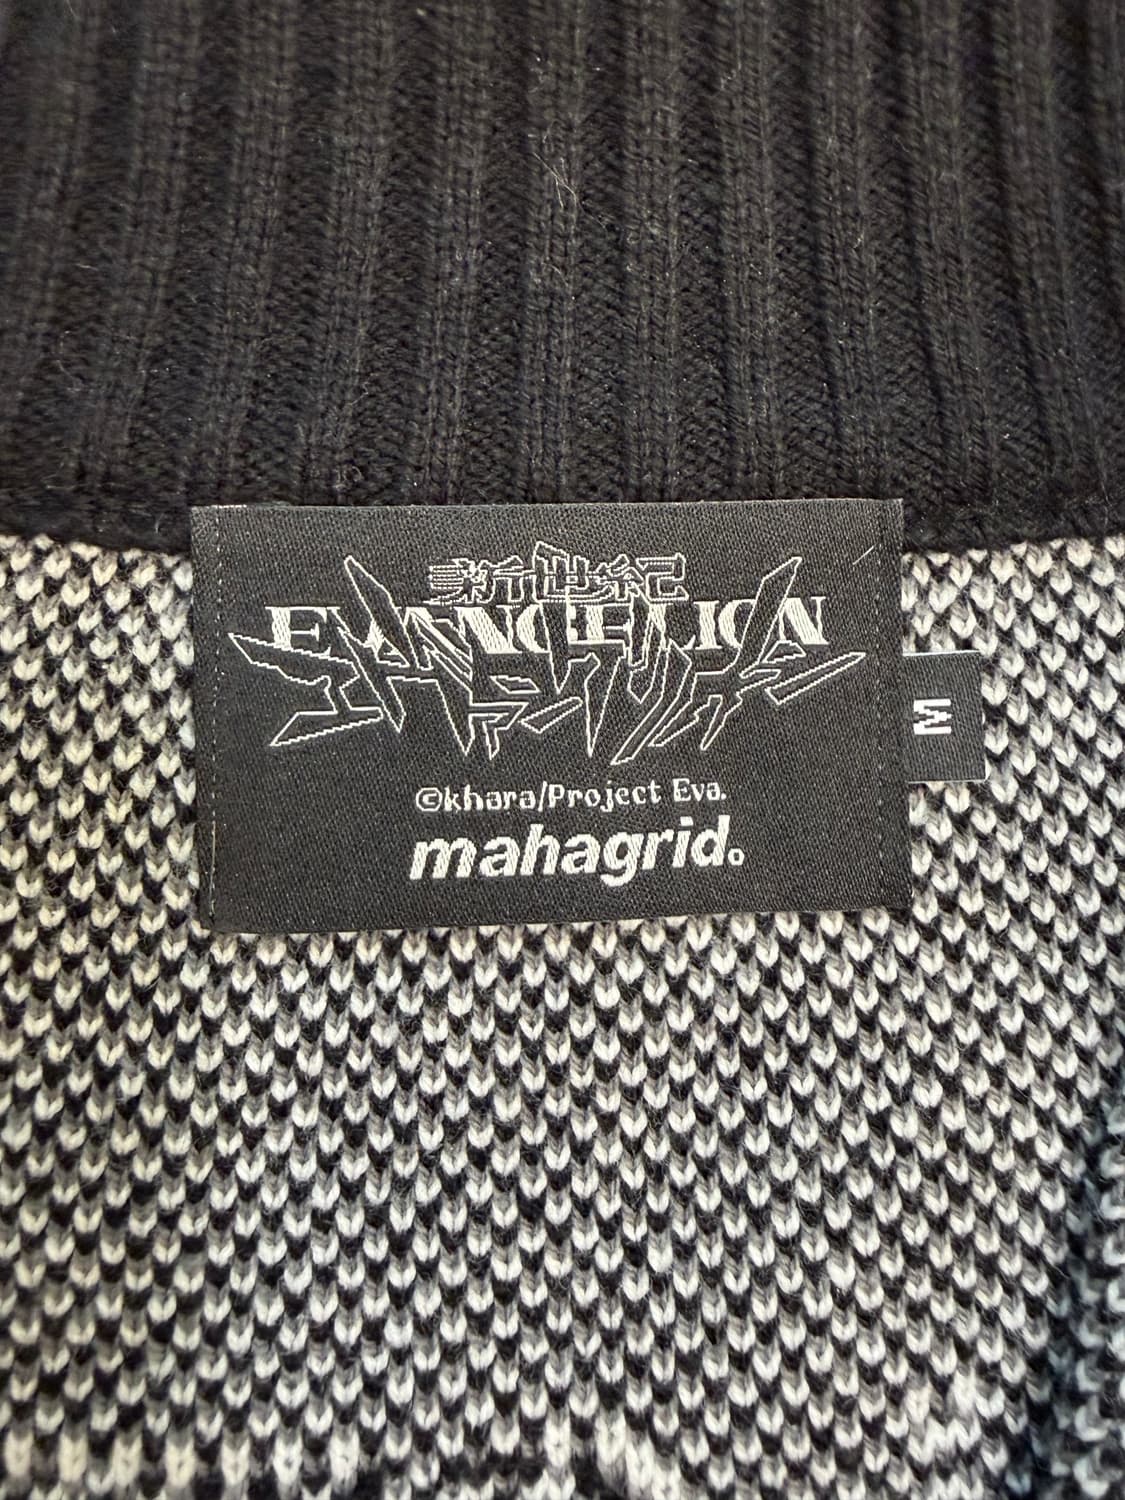 新世紀
EVANGELION
エヴァンゲリオン
©khara/Project Eva.
mahagrid.
M